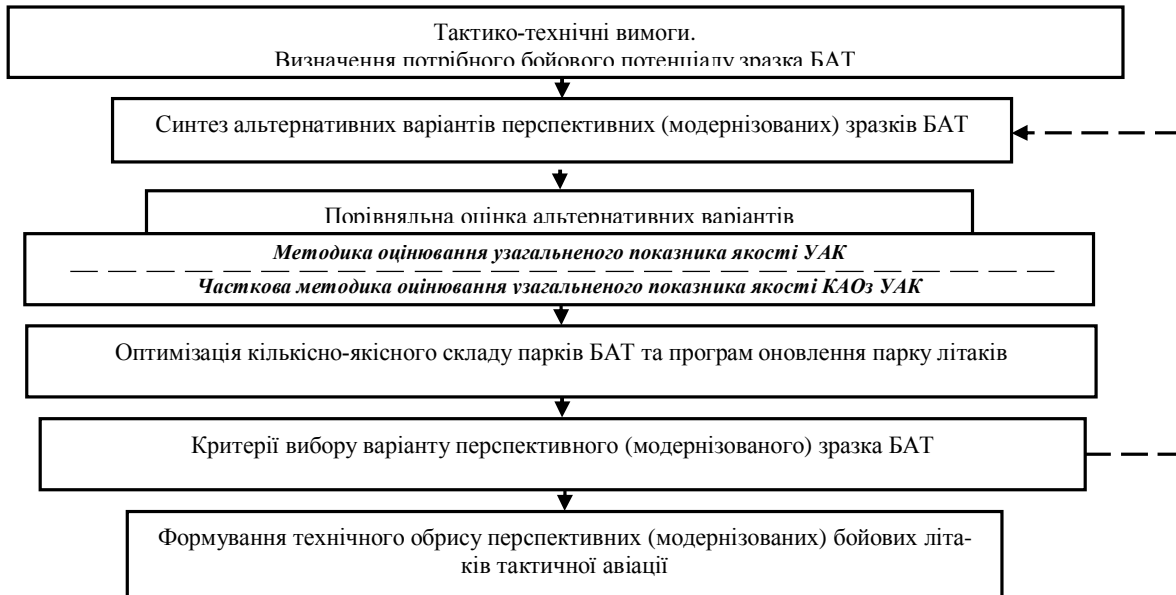 Тактико-технічні вимоги.
Визначення потрібного бойового потенціалу зразка БАТ
Синтез альтернативних варіантів перспективних (модернізованих) зразків БАТ
Порівняльна оцінка альтернативних варіантів
Методика оцінювання узагальненого показника якості УАК
Часткова методика оцінювання узагальненого показника якості КАОз УАК
Оптимізація кількісно-якісного складу парків БАТ та програм оновлення парку літаків
Критерії вибору варіанту перспективного (модернізованого) зразка БАТ
Формування технічного обрису перспективних (модернізованих) бойових літа-
ків тактичної авіації